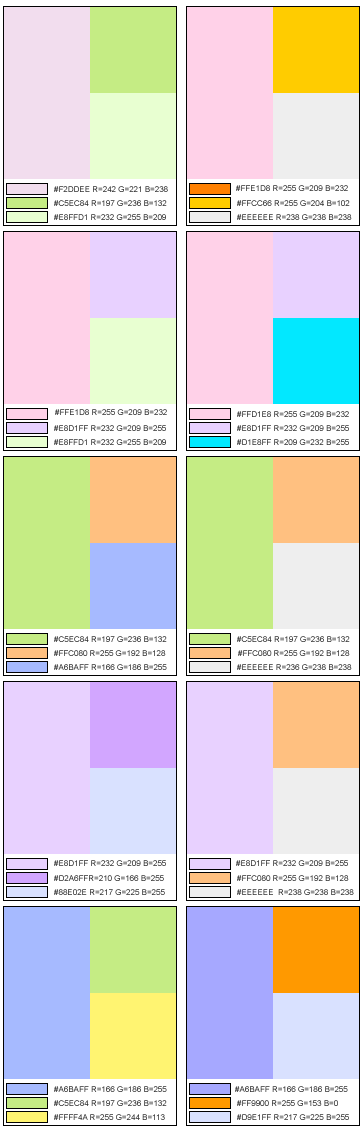 #F2DDEE R=242 G=221 B=238
#C5EC84 R=197 G=236 B=132
#E8FFD1 R=232 G=255 B=209
#FFE1D8 R=255 G=209 B=232
#FFCC66 R=255 G=204 B=102
#EEEEEE R=238 G=238 B=238
#FFE1D8 R=255 G=209 B=232
#E8D1FF R=232 G=209 B=255
#E8FFD1 R=232 G=255 B=209
#FFD1E8 R=255 G=209 B=232
#E8D1FF R=232 G=209 B=255
#D1E8FF R=209 G=232 B=255
#C5EC84 R=197 G=236 B=132
#FFC080 R=255 G=192 B=128
#A6BAFF R=166 G=186 B=255
#C5EC84 R=197 G=236 B=132
#FFC080 R=255 G=192 B=128
#EEEEEE R=236 G=238 B=238
#E8D1FF R=232 G=209 B=255
#D2A6FFR=210 G=166 B=255
#88E02E R=217 G=225 B=255
#E8D1FF R=232 G=209 B=255
#FFC080 R=255 G=192 B=128
#EEEEEE R=238 G=238 B=238
#A6BAFF R=166 G=186 B=255
#C5EC84 R=197 G=236 B=132
#FFFF4A R=255 G=244 B=113
#A6BAFF R=166 G=186 B=255
#FF9900 R=255 G=153 B=0
#D9E1FF R=217 G=225 B=255